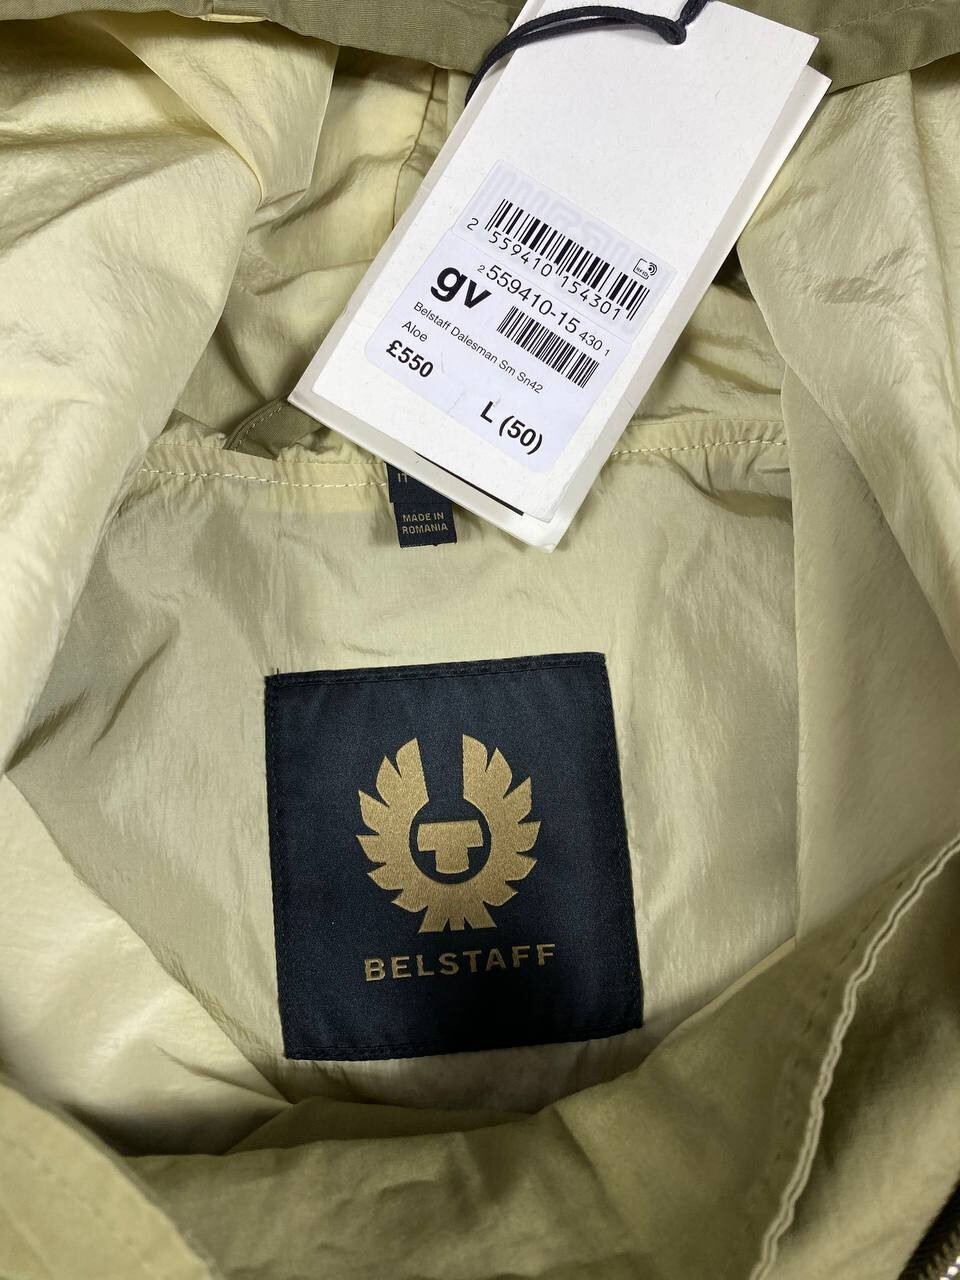 2 559410 154301
RFID
gv
2 559410-15 430 1
Belstaff Dalesman Sm Sn42
Aloe
£550
L (50)
IT
MADE IN
ROMANIA
BELSTAFF